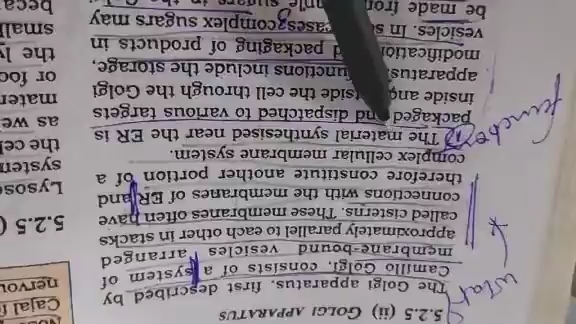 5.2.5 (ii) GOLGI APPARATUS
The Golgi apparatus, first described by
Camillo Golgi, consists of a system of
membrane-bound vesicles arranged
approximately parallel to each other in stacks
called cisterns. These membranes often have
connections with the membranes of ER and
therefore constitute another portion of a
complex cellular membrane system.
The material synthesised near the ER is
packaged and dispatched to various targets
inside and outside the cell through the Golgi
apparatus. functions include the storage,
modification and packaging of products in
vesicles. In some cases, complex sugars may
be made from simple sugars in the
what
Cajal
nervou
5.2.5 (
Lysos
system
the cel
as we
mater
or foo
the ly
small
beca